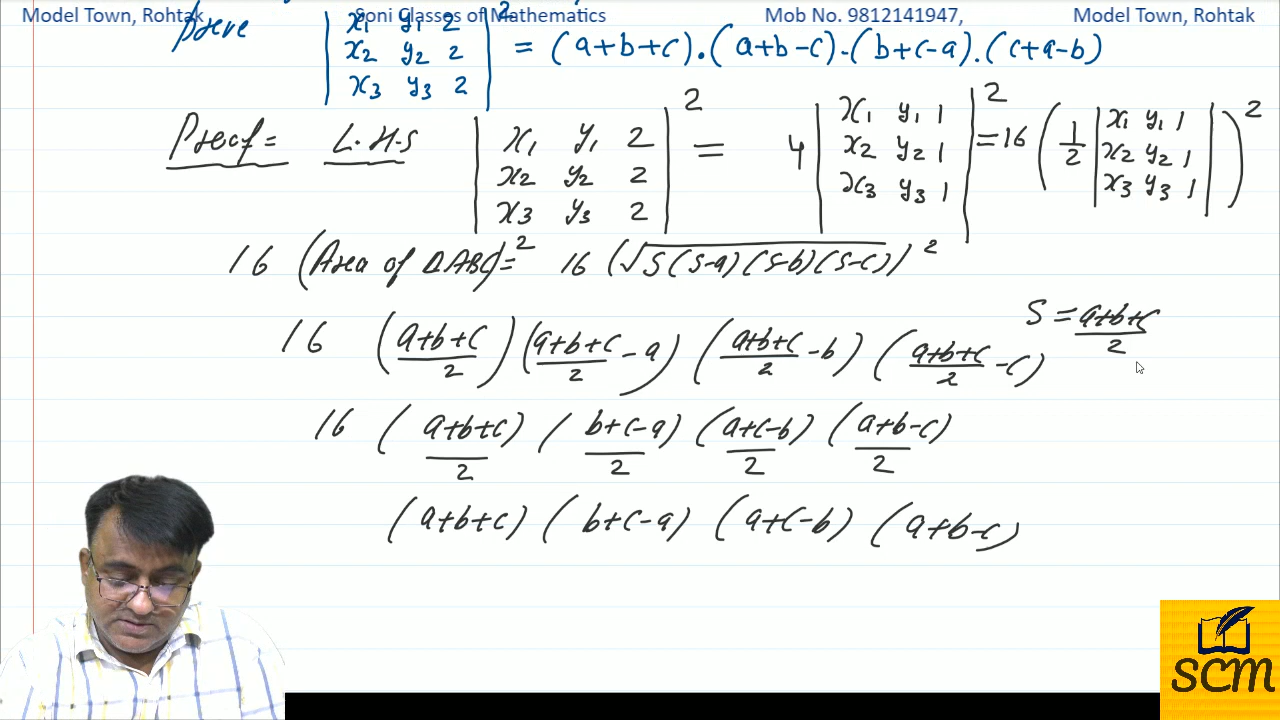 Model Town, Rohtak Soni Classes of Mathematics Mob No. 9812141947, Model Town, Rohtak
prove | x₁ y₁ 2 |² = (a+b+c).(a+b-c).(b+c-a).(c+a-b)
| x₂ y₂ 2 |
| x₃ y₃ 2 |
Proof = L.H.S | x₁ y₁ 2 |² = 4 | x₁ y₁ 1 |² = 16 ( 1/2 | x₁ y₁ 1 | )²
| x₂ y₂ 2 | | x₂ y₂ 1 | | x₂ y₂ 1 |
| x₃ y₃ 2 | | x₃ y₃ 1 | | x₃ y₃ 1 |
16 (Area of ΔABC)² = 16 (√S(S-a)(S-b)(S-c))²
S = (a+b+c)/2
16 ((a+b+c)/2) ((a+b+c)/2 - a) ((a+b+c)/2 - b) ((a+b+c)/2 - c)
16 (a+b+c)/2 (b+c-a)/2 (a+c-b)/2 (a+b-c)/2
(a+b+c) (b+c-a) (a+c-b) (a+b-c)
SCM